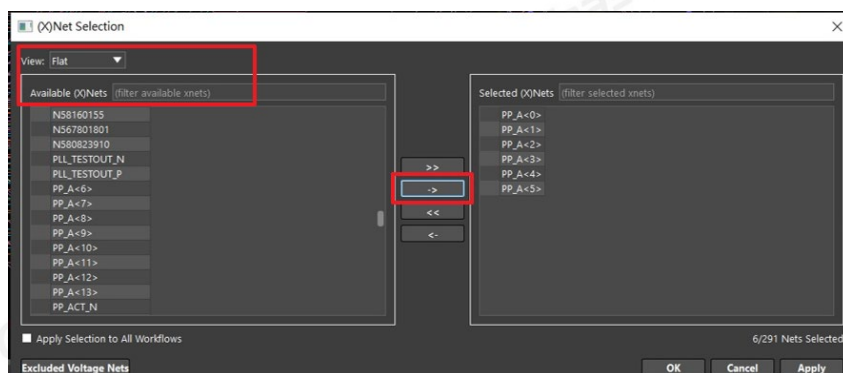 (X)Net Selection
View: Flat
Available (X)Nets (filter available xnets)
N58160155
N567801801
N580823910
PLL_TESTOUT_N
PLL_TESTOUT_P
PP_A<6>
PP_A<7>
PP_A<8>
PP_A<9>
PP_A<10>
PP_A<11>
PP_A<12>
PP_A<13>
PP_ACT_N
>>
->
<<
<-
Selected (X)Nets (filter selected xnets)
PP_A<0>
PP_A<1>
PP_A<2>
PP_A<3>
PP_A<4>
PP_A<5>
Apply Selection to All Workflows
6/291 Nets Selected
Excluded Voltage Nets
OK Cancel Apply